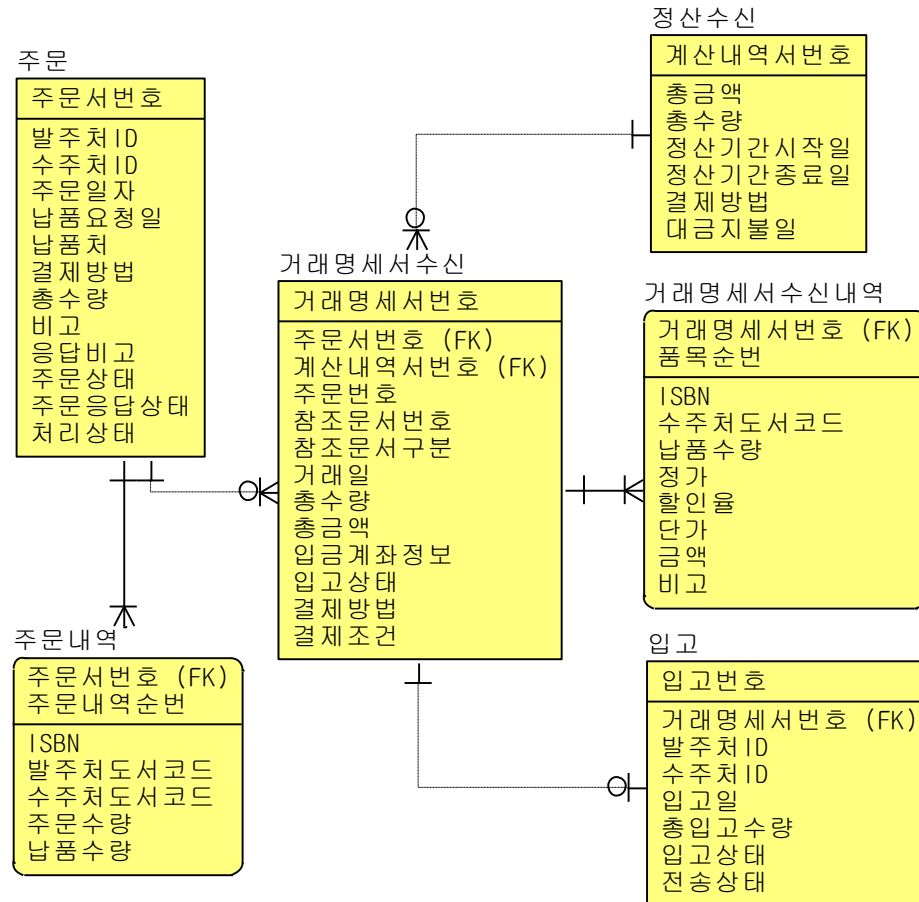 주문
주문서번호
발주처ID
수주처ID
주문일자
납품요청일
납품처
결제방법
총수량
비고
응답비고
주문상태
주문응답상태
처리상태
정산수신
계산내역서번호
총금액
총수량
정산기간시작일
정산기간종료일
결제방법
대금지불일
거래명세서수신
거래명세서번호
주문서번호 (FK)
계산내역서번호 (FK)
주문번호
참조문서번호
참조문서구분
거래일
총수량
총금액
입금계좌정보
입고상태
결제방법
결제조건
거래명세서수신내역
거래명세서번호 (FK)
품목순번
ISBN
수주처도서코드
납품수량
정가
할인율
단가
금액
비고
주문내역
주문서번호 (FK)
주문내역순번
ISBN
발주처도서코드
수주처도서코드
주문수량
납품수량
입고
입고번호
거래명세서번호 (FK)
발주처ID
수주처ID
입고일
총입고수량
입고상태
전송상태